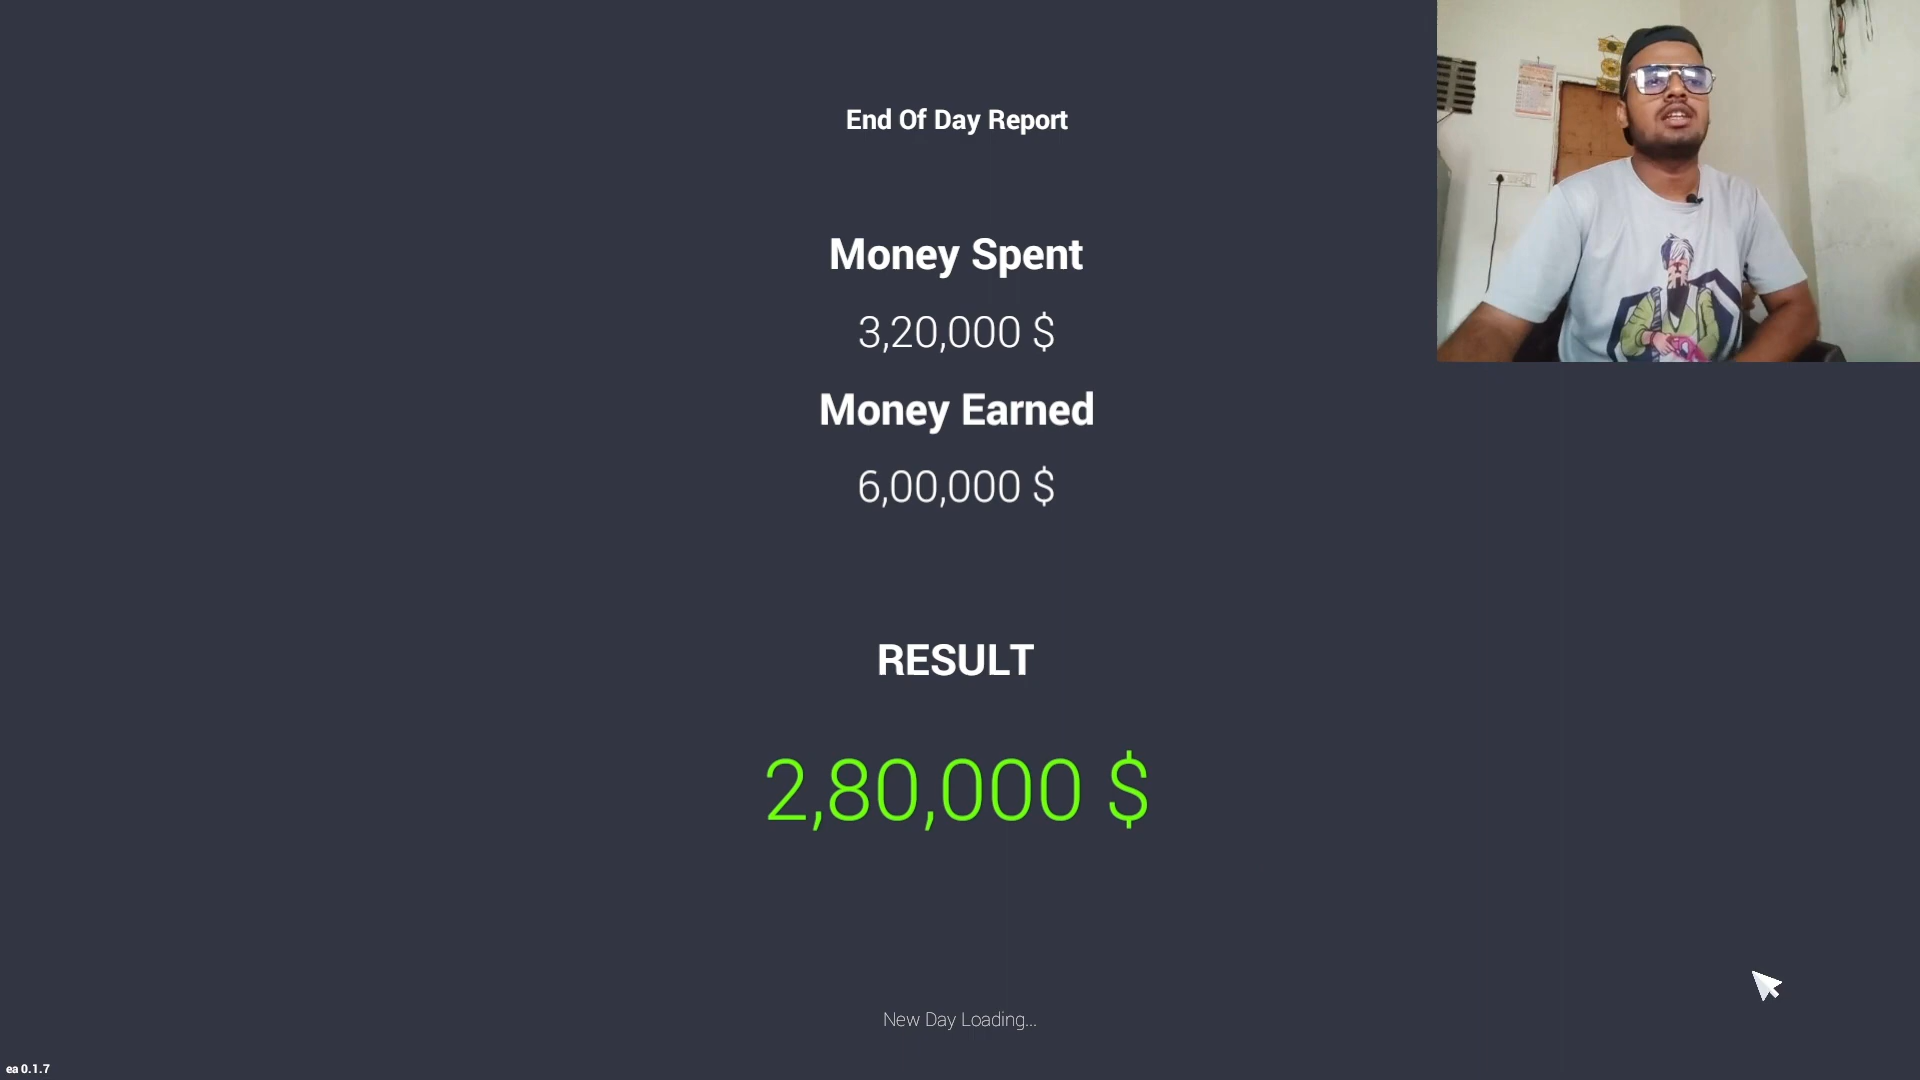 End Of Day Report
Money Spent
3,20,000 $
Money Earned
6,00,000 $
RESULT
2,80,000 $
New Day Loading...
ea 0.1.7